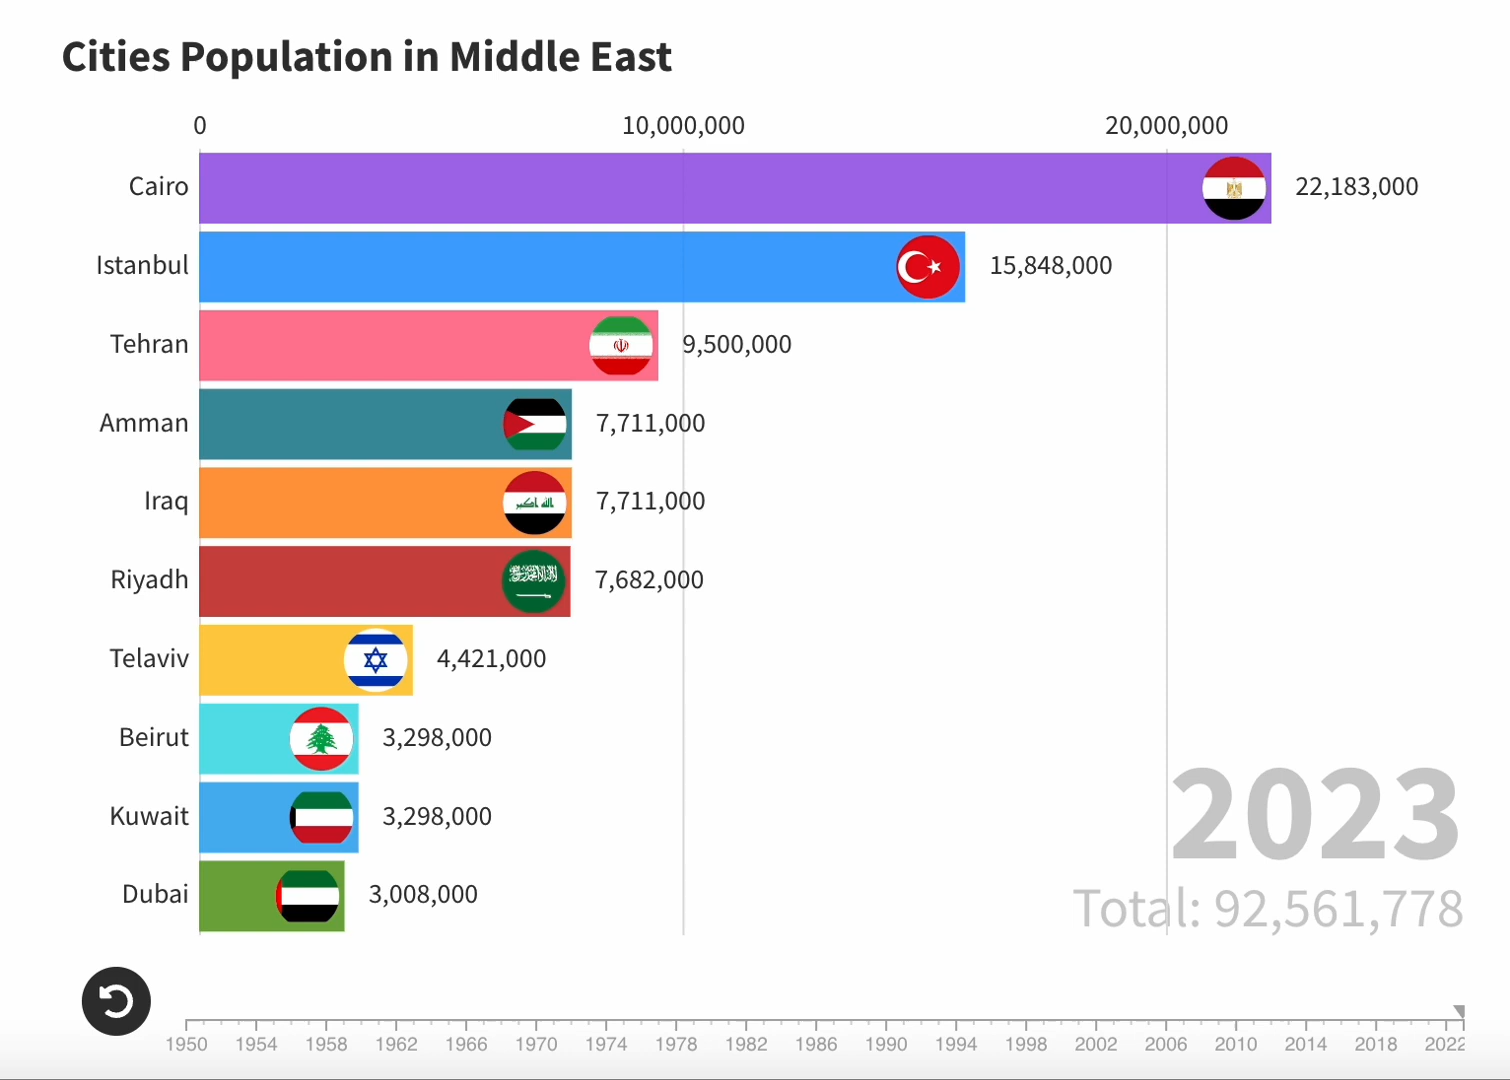 Cities Population in Middle East
0 10,000,000 20,000,000
Cairo 22,183,000
Istanbul 15,848,000
Tehran 9,500,000
Amman 7,711,000
Iraq الله اكبر 7,711,000
Riyadh 7,682,000
Telaviv 4,421,000
Beirut 3,298,000
Kuwait 3,298,000
Dubai 3,008,000
2023
Total: 92,561,778
1950 1954 1958 1962 1966 1970 1974 1978 1982 1986 1990 1994 1998 2002 2006 2010 2014 2018 2022